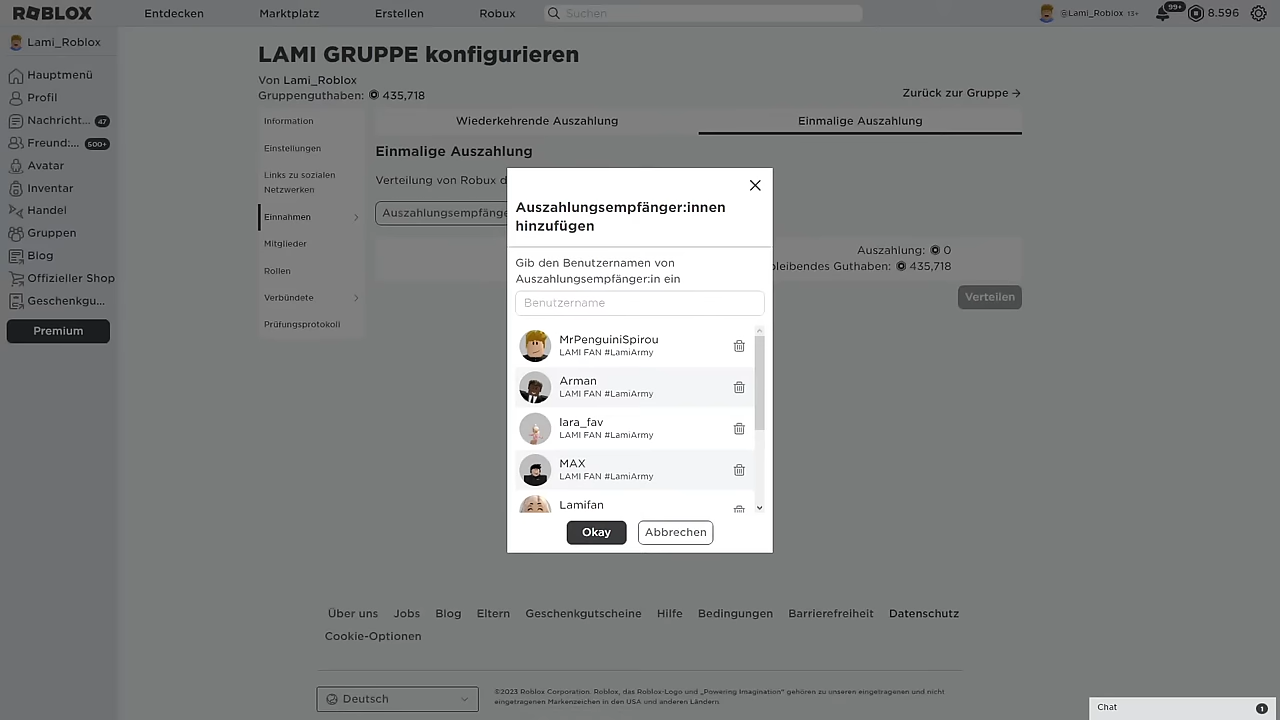 ROBLOX
Entdecken
Marktplatz
Erstellen
Robux
Suchen
@Lami_Roblox 13+
99+
8.596
Lami_Roblox
Hauptmenü
Profil
Nachricht... 47
Freund:... 500+
Avatar
Inventar
Handel
Gruppen
Blog
Offizieller Shop
Geschenkgu...
Premium
LAMI GRUPPE konfigurieren
Von Lami_Roblox
Gruppenguthaben: 435,718
Zurück zur Gruppe →
Information
Einstellungen
Links zu sozialen
Netzwerken
Einnahmen
Mitglieder
Rollen
Verbündete
Prüfungsprotokoll
Wiederkehrende Auszahlung
Einmalige Auszahlung
Einmalige Auszahlung
Verteilung von Robux d
Auszahlungsempfänge
Auszahlung: 0
bleibendes Guthaben: 435,718
Verteilen
Auszahlungsempfänger:innen
hinzufügen
Gib den Benutzernamen von
Auszahlungsempfänger:in ein
Benutzername
MrPenguiniSpirou
LAMI FAN #LamiArmy
Arman
LAMI FAN #LamiArmy
lara_fav
LAMI FAN #LamiArmy
MAX
LAMI FAN #LamiArmy
Lamifan
Okay
Abbrechen
Über uns Jobs Blog Eltern Geschenkgutscheine Hilfe Bedingungen Barrierefreiheit Datenschutz
Cookie-Optionen
Deutsch
©2023 Roblox Corporation. Roblox, das Roblox-Logo und „Powering Imagination" gehören zu unseren eingetragenen und nicht
eingetragenen Markenzeichen in den USA und anderen Ländern.
Chat
1